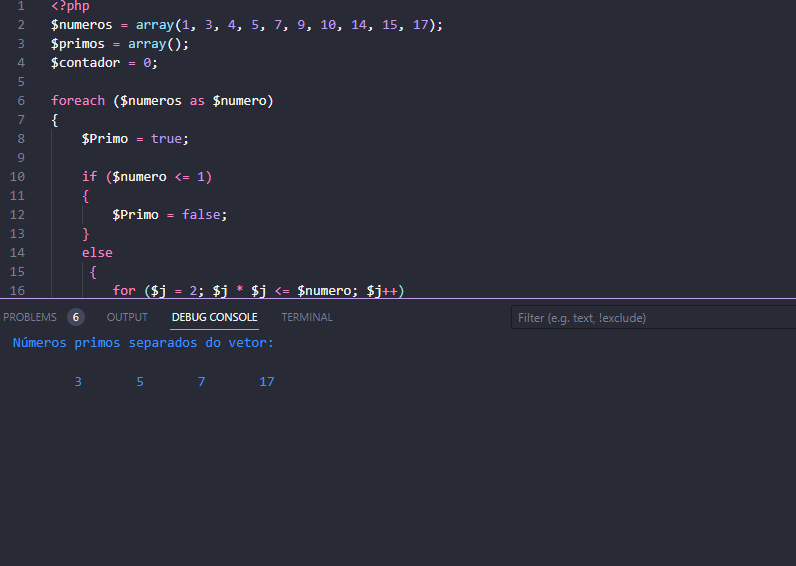 1 <?php
2 $numeros = array(1, 3, 4, 5, 7, 9, 10, 14, 15, 17);
3 $primos = array();
4 $contador = 0;
5
6 foreach ($numeros as $numero)
7 {
8 $Primo = true;
9
10 if ($numero <= 1)
11 {
12 $Primo = false;
13 }
14 else
15 {
16 for ($j = 2; $j * $j <= $numero; $j++)
PROBLEMS 6 OUTPUT DEBUG CONSOLE TERMINAL Filter (e.g. text, !exclude)
Números primos separados do vetor:
3 5 7 17